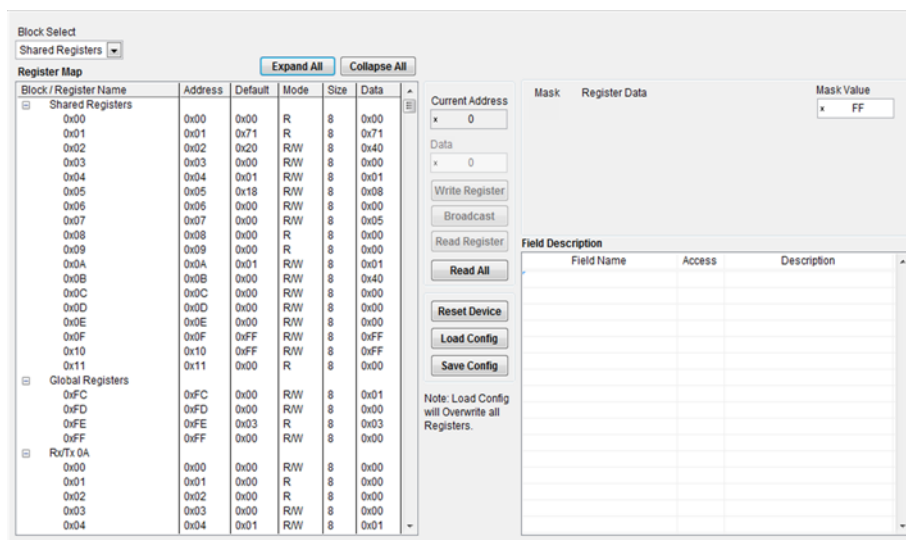 Block Select
Shared Registers
Expand All Collapse All
Register Map
Block / Register Name Address Default Mode Size Data
Shared Registers
0x00 0x00 0x00 R 8 0x00
0x01 0x01 0x71 R 8 0x71
0x02 0x02 0x20 R/W 8 0x40
0x03 0x03 0x00 R/W 8 0x00
0x04 0x04 0x01 R/W 8 0x01
0x05 0x05 0x18 R/W 8 0x08
0x06 0x06 0x00 R/W 8 0x00
0x07 0x07 0x00 R/W 8 0x05
0x08 0x08 0x00 R 8 0x00
0x09 0x09 0x00 R 8 0x00
0x0A 0x0A 0x01 R/W 8 0x01
0x0B 0x0B 0x00 R/W 8 0x40
0x0C 0x0C 0x00 R/W 8 0x00
0x0D 0x0D 0x00 R/W 8 0x00
0x0E 0x0E 0x00 R/W 8 0x00
0x0F 0x0F 0xFF R/W 8 0xFF
0x10 0x10 0xFF R/W 8 0xFF
0x11 0x11 0x00 R 8 0x00
Global Registers
0xFC 0xFC 0x00 R/W 8 0x01
0xFD 0xFD 0x00 R/W 8 0x00
0xFE 0xFE 0x03 R 8 0x03
0xFF 0xFF 0x00 R/W 8 0x00
Rx/Tx 0A
0x00 0x00 0x00 R/W 8 0x00
0x01 0x01 0x00 R 8 0x00
0x02 0x02 0x00 R 8 0x00
0x03 0x03 0x00 R/W 8 0x00
0x04 0x04 0x01 R/W 8 0x01
Current Address
x 0
Data
x 0
Write Register
Broadcast
Read Register
Read All
Reset Device
Load Config
Save Config
Note: Load Config
will Overwrite all
Registers.
Mask Register Data
Mask Value
x FF
Field Description
Field Name Access Description